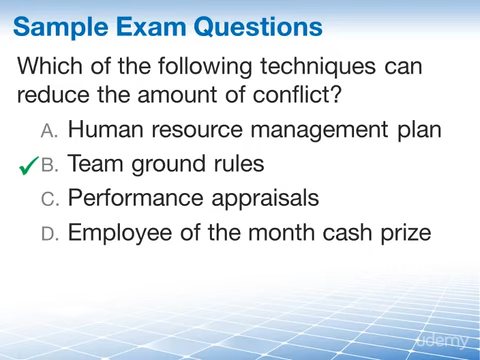 Sample Exam Questions
Which of the following techniques can
reduce the amount of conflict?
A. Human resource management plan
B. Team ground rules
C. Performance appraisals
D. Employee of the month cash prize
udemy